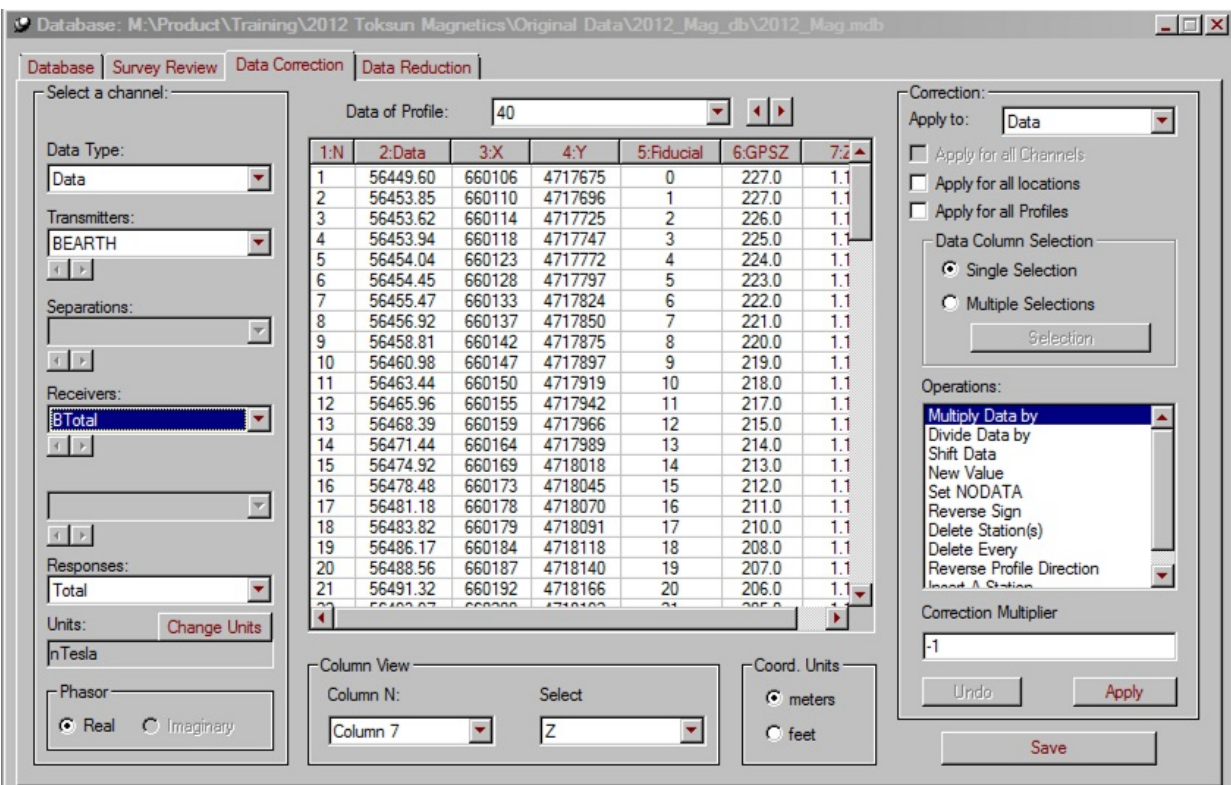 Database: M:\Product\Training\2012 Toksun Magnetics\Original Data\2012_Mag_db\2012_Mag.mdb
Database Survey Review Data Correction Data Reduction
Select a channel:
Data Type:
Data
Transmitters:
BEARTH
Separations:
Receivers:
BTotal
Responses:
Total
Units: Change Units
nTesla
Phasor
Real Imaginary
Data of Profile: 40
1:N 2:Data 3:X 4:Y 5:Fiducial 6:GPSZ 7:Z
1 56449.60 660106 4717675 0 227.0 1.1
2 56453.85 660110 4717696 1 227.0 1.1
3 56453.62 660114 4717725 2 226.0 1.1
4 56453.94 660118 4717747 3 225.0 1.1
5 56454.04 660123 4717772 4 224.0 1.1
6 56454.45 660128 4717797 5 223.0 1.1
7 56455.47 660133 4717824 6 222.0 1.1
8 56456.92 660137 4717850 7 221.0 1.1
9 56458.81 660142 4717875 8 220.0 1.1
10 56460.98 660147 4717897 9 219.0 1.1
11 56463.44 660150 4717919 10 218.0 1.1
12 56465.96 660155 4717942 11 217.0 1.1
13 56468.39 660159 4717966 12 215.0 1.1
14 56471.44 660164 4717989 13 214.0 1.1
15 56474.92 660169 4718018 14 213.0 1.1
16 56478.48 660173 4718045 15 212.0 1.1
17 56481.18 660178 4718070 16 211.0 1.1
18 56483.82 660179 4718091 17 210.0 1.1
19 56486.17 660184 4718118 18 208.0 1.1
20 56488.56 660187 4718140 19 207.0 1.1
21 56491.32 660192 4718166 20 206.0 1.1
Column View
Column N: Select
Column 7 Z
Coord. Units
meters
feet
Correction:
Apply to: Data
Apply for all Channels
Apply for all locations
Apply for all Profiles
Data Column Selection
Single Selection
Multiple Selections
Selection
Operations:
Multiply Data by
Divide Data by
Shift Data
New Value
Set NODATA
Reverse Sign
Delete Station(s)
Delete Every
Reverse Profile Direction
Insert A Station
Correction Multiplier
-1
Undo Apply
Save